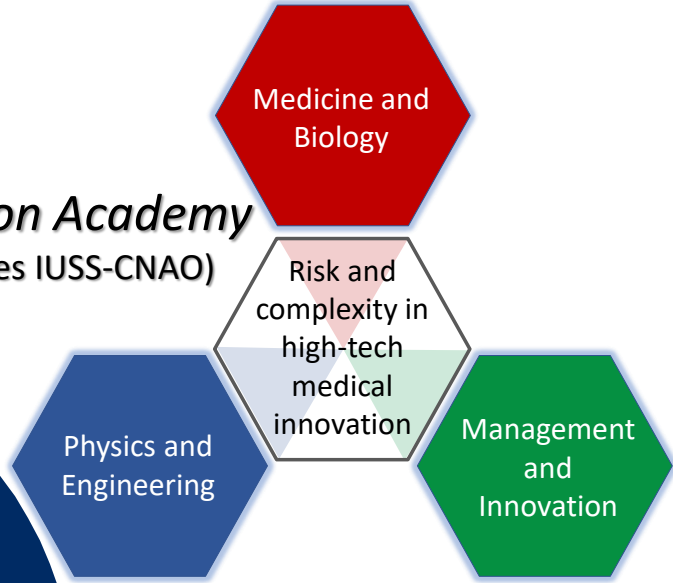 Medicine and
Biology
on Academy
es IUSS-CNAO)
Risk and
complexity in
high-tech
medical
innovation
Physics and
Engineering
Management
and
Innovation